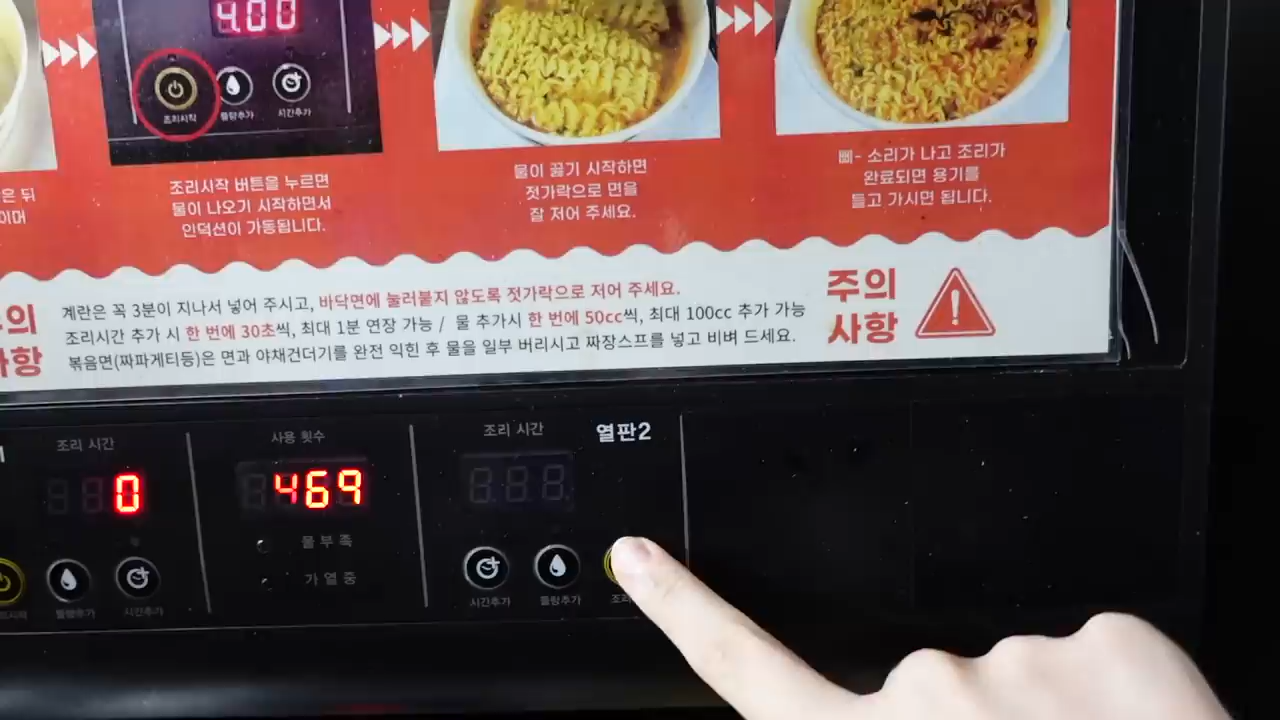 4.00
조리시작 물량추가 시간추가
은 뒤
이머
조리시작 버튼을 누르면
물이 나오기 시작하면서
인덕션이 가동됩니다.
물이 끓기 시작하면
젓가락으로 면을
잘 저어 주세요.
삐- 소리가 나고 조리가
완료되면 용기를
들고 가시면 됩니다.
계란은 꼭 3분이 지나서 넣어 주시고, 바닥면에 눌러붙지 않도록 젓가락으로 저어 주세요.
조리시간 추가 시 한 번에 30초씩, 최대 1분 연장 가능 / 물 추가시 한 번에 50cc씩, 최대 100cc 추가 가능
볶음면(짜파게티등)은 면과 야채건더기를 완전 익힌 후 물을 일부 버리시고 짜장스프를 넣고 비벼 드세요.
주의
사항
주의
사항
조리 시간
0
물량추가 시간추가
사용 횟수
469
물 부 족
가 열 중
조리 시간
열판2
시간추가 물량추가 조리